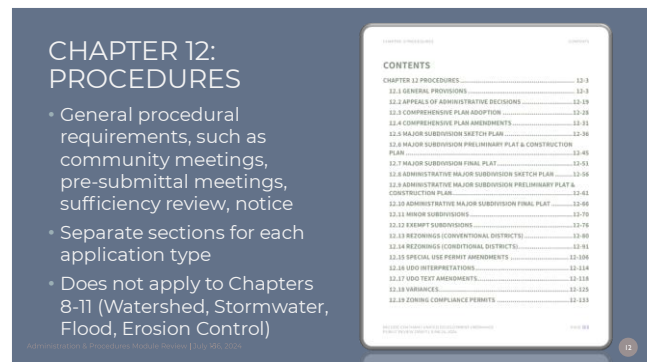 CHAPTER 12:
PROCEDURES
• General procedural
requirements, such as
community meetings,
pre-submittal meetings,
sufficiency review, notice
• Separate sections for each
application type
• Does not apply to Chapters
8-11 (Watershed, Stormwater,
Flood, Erosion Control)
Administration & Procedures Module Review | July 2024
CONTENTS
CHAPTER 12 PROCEDURES 12-3
12.1 GENERAL PROVISIONS 12-3
12.2 APPEALS OF ADMINISTRATIVE DECISIONS 12-19
12.3 COMPREHENSIVE PLAN ADOPTION 12-28
12.4 COMPREHENSIVE PLAN AMENDMENTS 12-31
12.5 MAJOR SUBDIVISION SKETCH PLAN 12-36
12.6 MAJOR SUBDIVISION PRELIMINARY PLAT & CONSTRUCTION
PLAN 12-45
12.7 MAJOR SUBDIVISION FINAL PLAT 12-51
12.8 ADMINISTRATIVE MAJOR SUBDIVISION SKETCH PLAN 12-56
12.9 ADMINISTRATIVE MAJOR SUBDIVISION PRELIMINARY PLAT &
CONSTRUCTION PLAN 12-61
12.10 ADMINISTRATIVE MAJOR SUBDIVISION FINAL PLAT 12-66
12.11 MINOR SUBDIVISIONS 12-70
12.12 EXEMPT SUBDIVISIONS 12-76
12.13 REZONINGS (CONVENTIONAL DISTRICTS) 12-80
12.14 REZONINGS (CONDITIONAL DISTRICTS) 12-91
12.15 SPECIAL USE PERMIT AMENDMENTS 12-106
12.16 UDO INTERPRETATIONS 12-114
12.17 UDO TEXT AMENDMENTS 12-118
12.18 VARIANCES 12-125
12.19 ZONING COMPLIANCE PERMITS 12-133
12